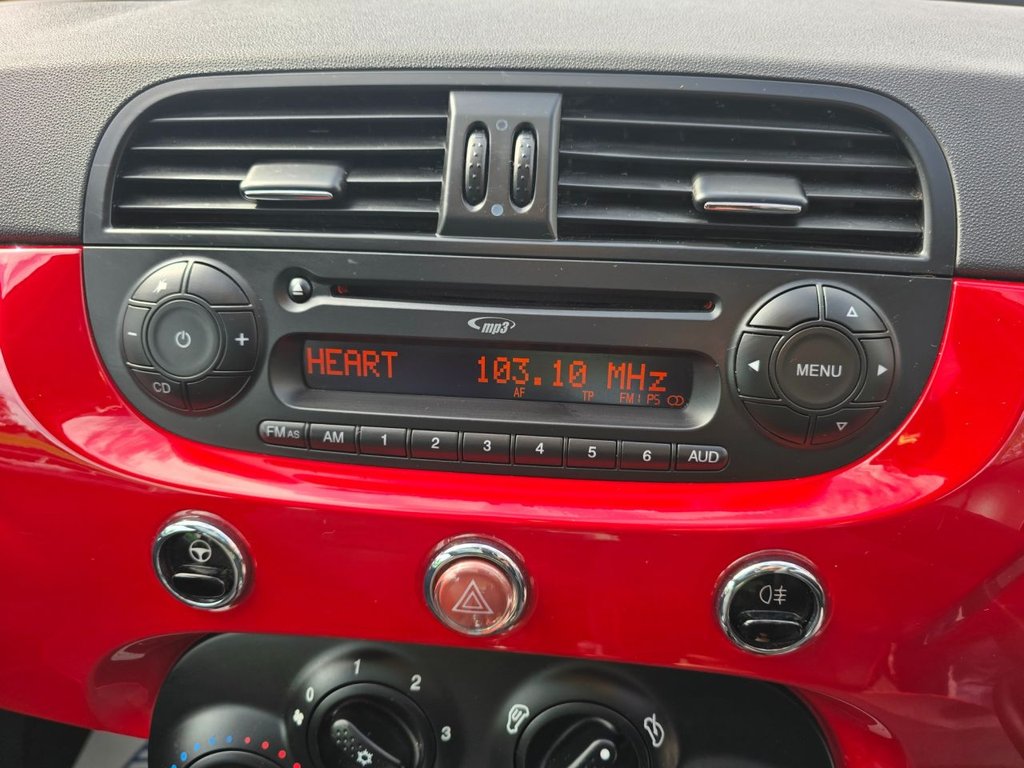 mp3
HEART 103.10 MHz
AF TP FM1 PS
- +
CD
MENU
FM AS AM 1 2 3 4 5 6 AUD
0 1 2 3